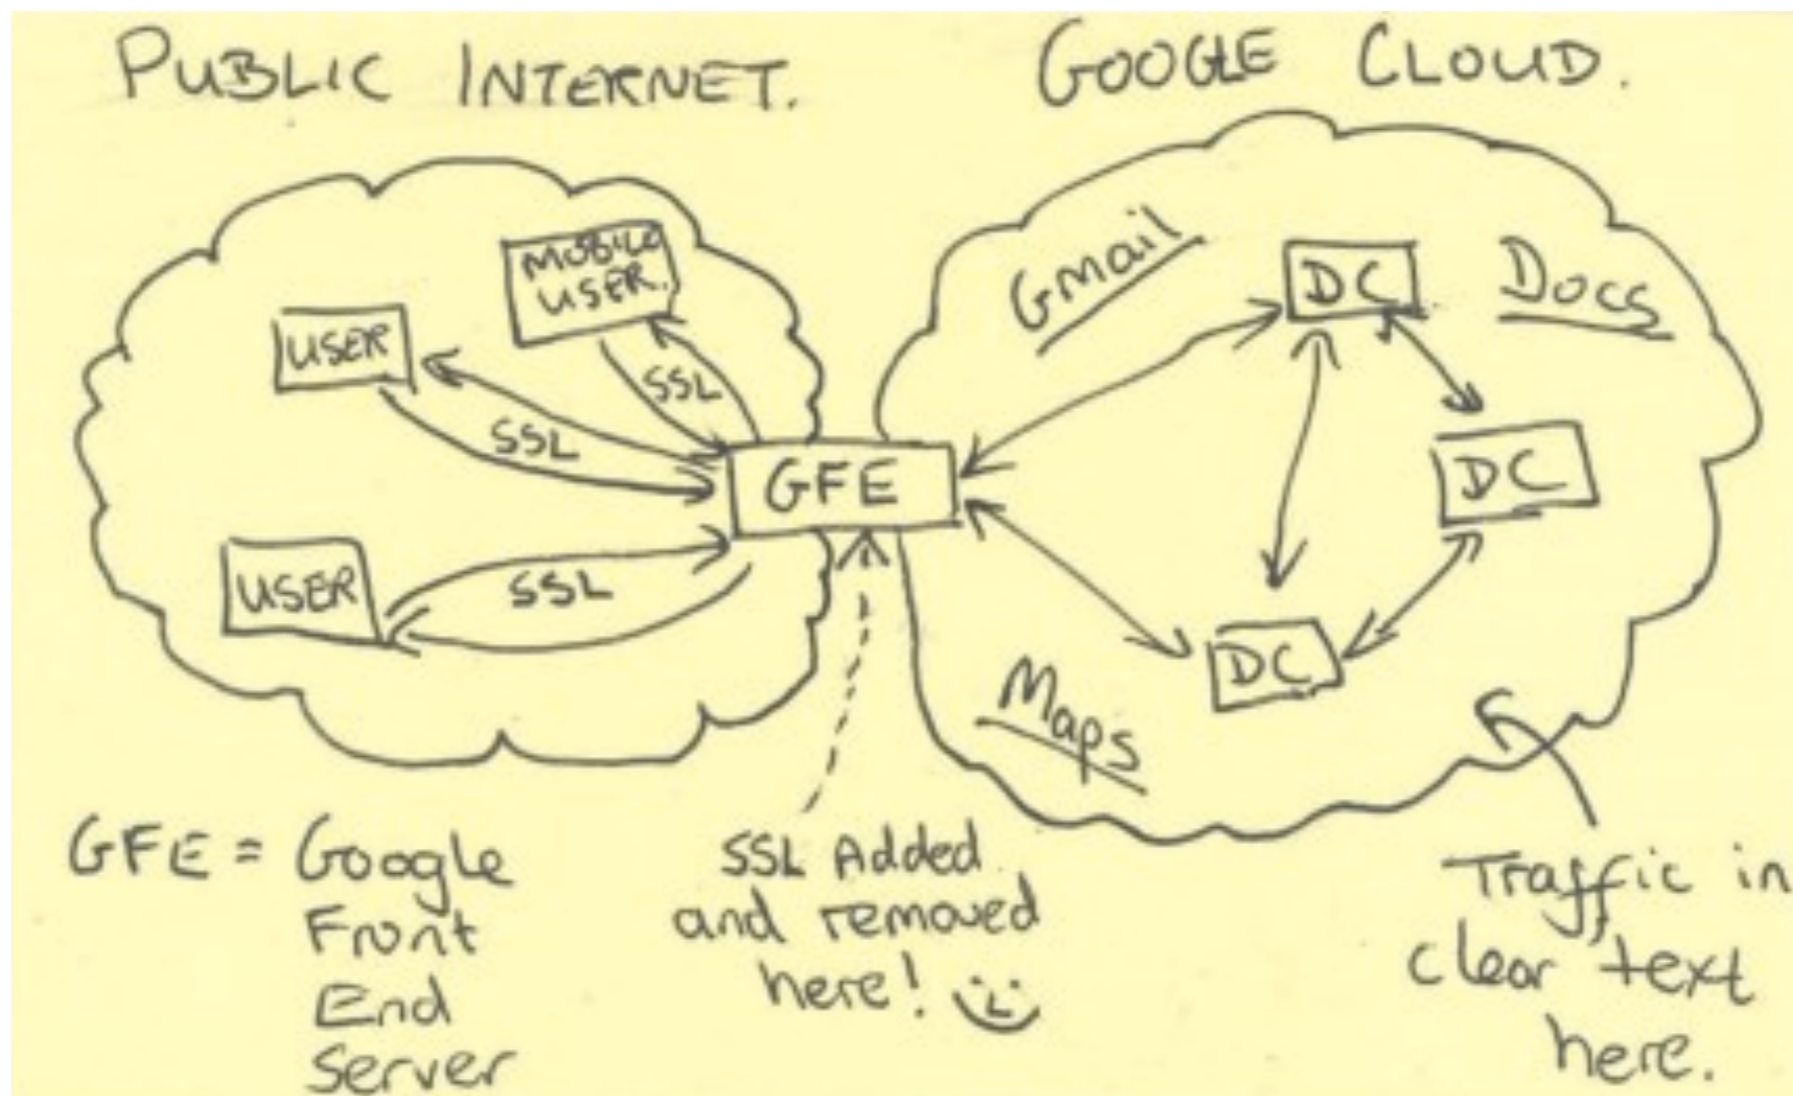 PUBLIC INTERNET.
GOOGLE CLOUD.
MOBILE
USER.
USER
SSL
SSL
GFE
USER
SSL
Gmail
DC
Docs
DC
DC
Maps
GFE = Google
Front
End
Server
SSL Added
and removed
here!
Traffic in
clear text
here.